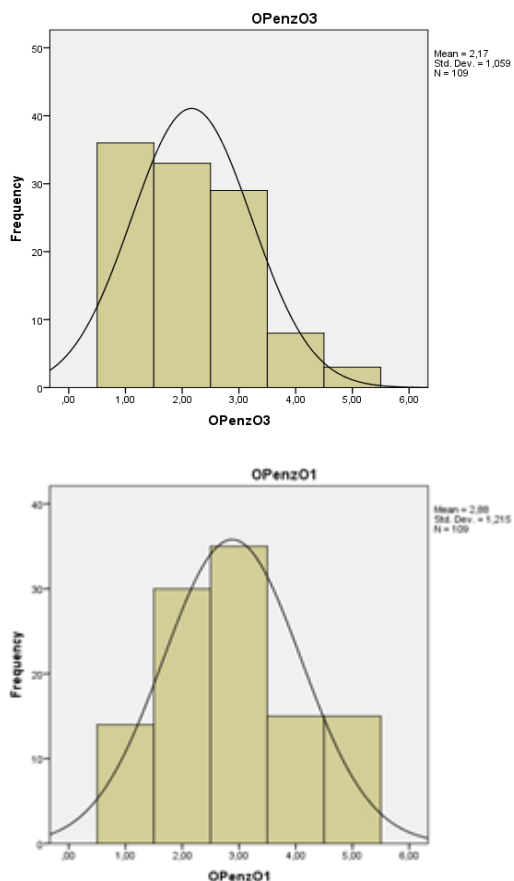 OPenzO3
Mean = 2,17
Std. Dev. = 1,059
N = 109
50
40
30
20
10
0
Frequency
,00 1,00 2,00 3,00 4,00 5,00 6,00
OPenzO3
OPenzO1
Mean = 2,88
Std. Dev. = 1,215
N = 109
40
30
20
10
0
Frequency
,00 1,00 2,00 3,00 4,00 5,00 6,00
OPenzO1